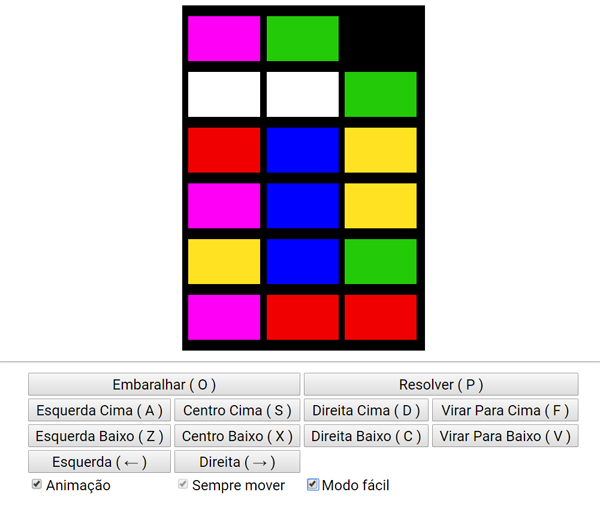 Embaralhar ( O ) Resolver ( P )
Esquerda Cima ( A ) Centro Cima ( S ) Direita Cima ( D ) Virar Para Cima ( F )
Esquerda Baixo ( Z ) Centro Baixo ( X ) Direita Baixo ( C ) Virar Para Baixo ( V )
Esquerda ( ← ) Direita ( → )
Animação Sempre mover Modo fácil